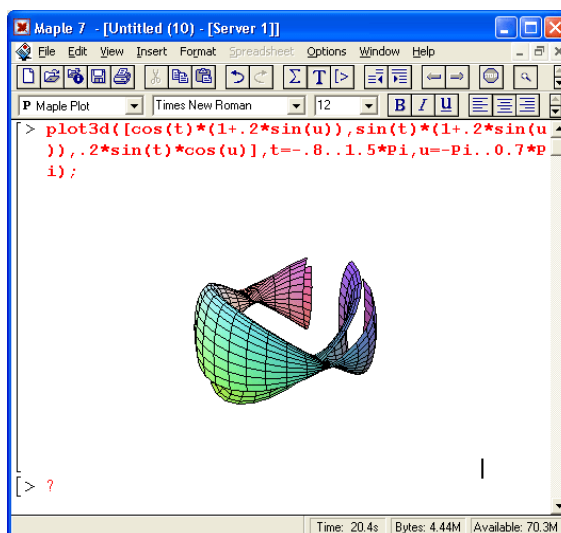 Maple 7 - [Untitled (10) - [Server 1]]
File Edit View Insert Format Spreadsheet Options Window Help
P Maple Plot Times New Roman 12 B I U
[> plot3d([cos(t)*(1+.2*sin(u)),sin(t)*(1+.2*sin(u
)),.2*sin(t)*cos(u)],t=-.8..1.5*Pi,u=-Pi..0.7*P
i);
[> ?
Time: 20.4s Bytes: 4.44M Available: 70.3M